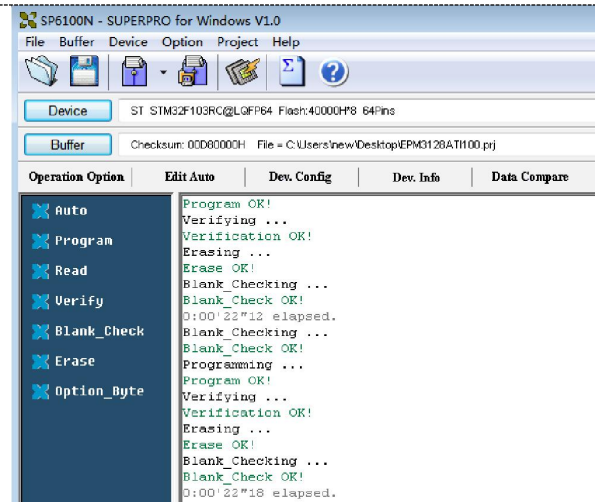 SP6100N - SUPERPRO for Windows V1.0
File Buffer Device Option Project Help
Device ST STM32F103RC@LQFP64 Flash:40000H*8 64Pins
Buffer Checksum: 00D80000H File = C:\Users\new\Desktop\EPM3128ATI100.prj
Operation Option Edit Auto Dev. Config Dev. Info Data Compare
Auto
Program
Read
Verify
Blank_Check
Erase
Option_Byte
Program OK!
Verifying ...
Verification OK!
Erasing ...
Erase OK!
Blank_Checking ...
Blank_Check OK!
0:00'22"12 elapsed.
Blank_Checking ...
Blank_Check OK!
Programming ...
Program OK!
Verifying ...
Verification OK!
Erasing ...
Erase OK!
Blank_Checking ...
Blank_Check OK!
0:00'22"18 elapsed.